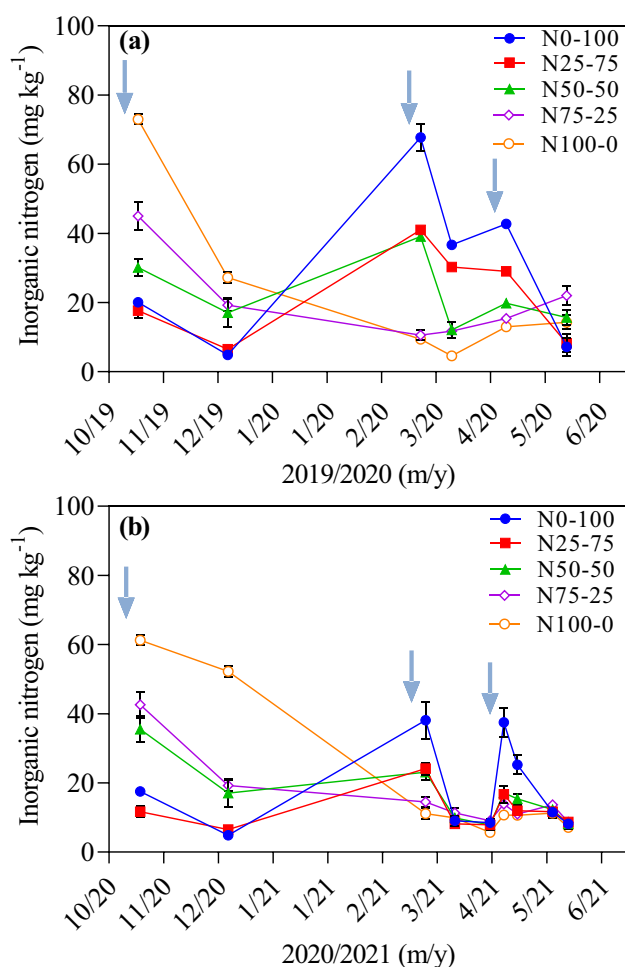 (a)
Inorganic nitrogen (mg kg⁻¹)
100
80
60
40
20
0
N0-100
N25-75
N50-50
N75-25
N100-0
10/19
11/19
12/19
1/20
1/20
2/20
3/20
4/20
5/20
6/20
2019/2020 (m/y)
(b)
Inorganic nitrogen (mg kg⁻¹)
100
80
60
40
20
0
N0-100
N25-75
N50-50
N75-25
N100-0
10/20
11/20
12/20
1/21
1/21
2/21
3/21
4/21
5/21
6/21
2020/2021 (m/y)